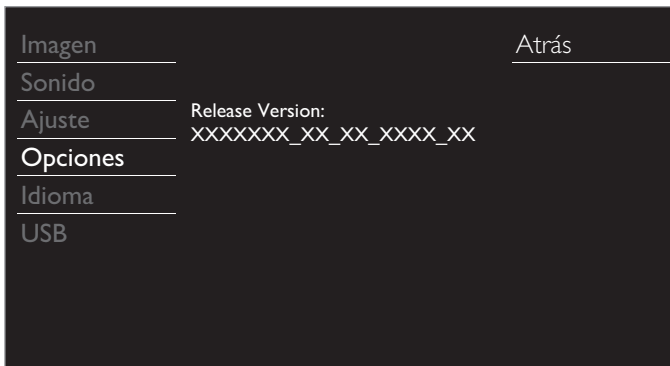 Imagen
Sonido
Ajuste
Opciones
Idioma
USB
Release Version:
XXXXXXX_XX_XX_XXXX_XX
Atrás